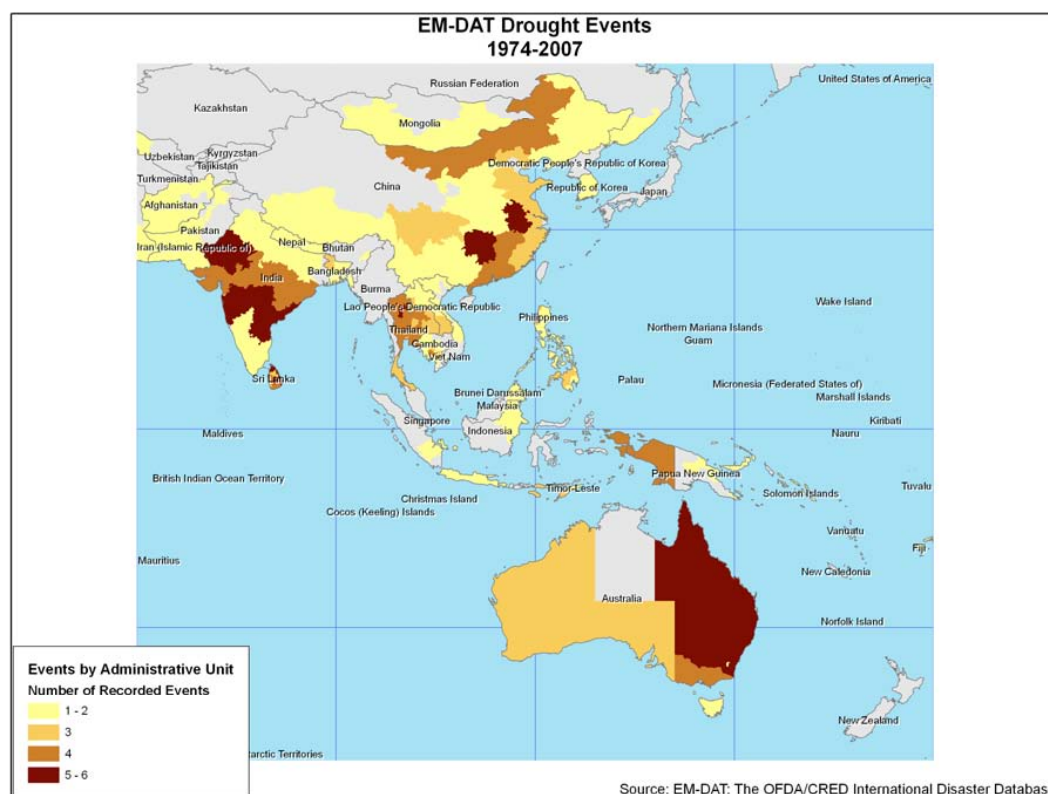 EM-DAT Drought Events
1974-2007
Russian Federation
United States of America
Kazakhstan
Mongolia
Uzbekistan
Kyrgyzstan
Tajikistan
Turkmenistan
Democratic People's Republic of Korea
China
Republic of Korea
Japan
Afghanistan
Pakistan
Iran (Islamic Republic of)
Nepal
Bhutan
Bangladesh
India
Burma
Lao People's Democratic Republic
Wake Island
Philippines
Northern Mariana Islands
Guam
Thailand
Cambodia
Viet Nam
Sri Lanka
Palau
Micronesia (Federated States of)
Marshall Islands
Brunei Darussalam
Malaysia
Singapore
Indonesia
Kiribati
Nauru
Maldives
British Indian Ocean Territory
Papua New Guinea
Timor-Leste
Christmas Island
Solomon Islands
Tuvalu
Cocos (Keeling) Islands
Vanuatu
Fiji
Mauritius
New Caledonia
Australia
Norfolk Island
New Zealand
Events by Administrative Unit
Number of Recorded Events
1 - 2
3
4
5 - 6
antarctic Territories
Source: EM-DAT: The OFDA/CRED International Disaster Databas